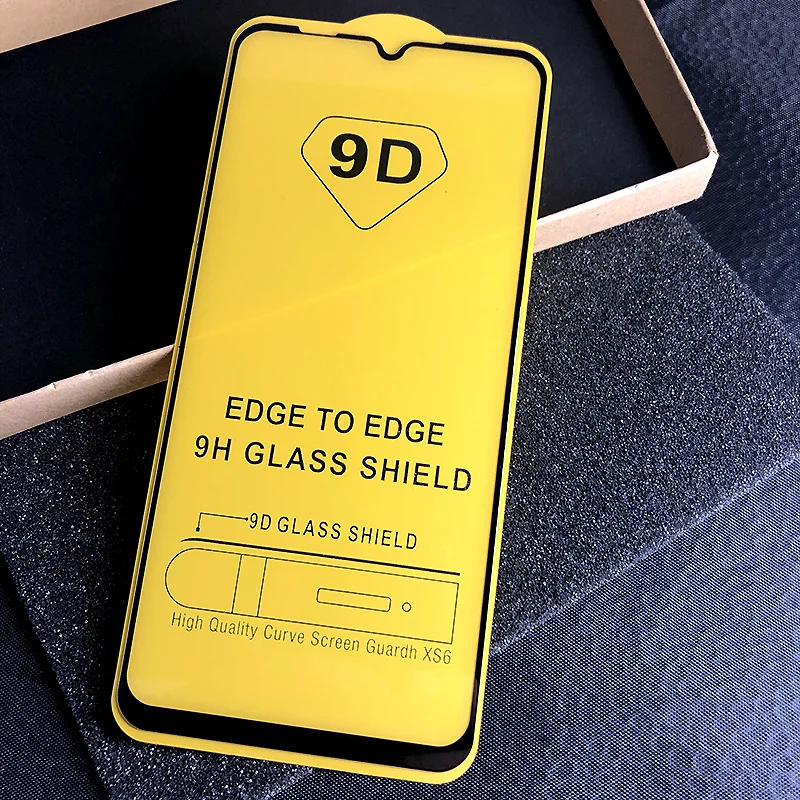 9D
EDGE TO EDGE
9H GLASS SHIELD
9D GLASS SHIELD
High Quality Curve Screen Guardh XS6